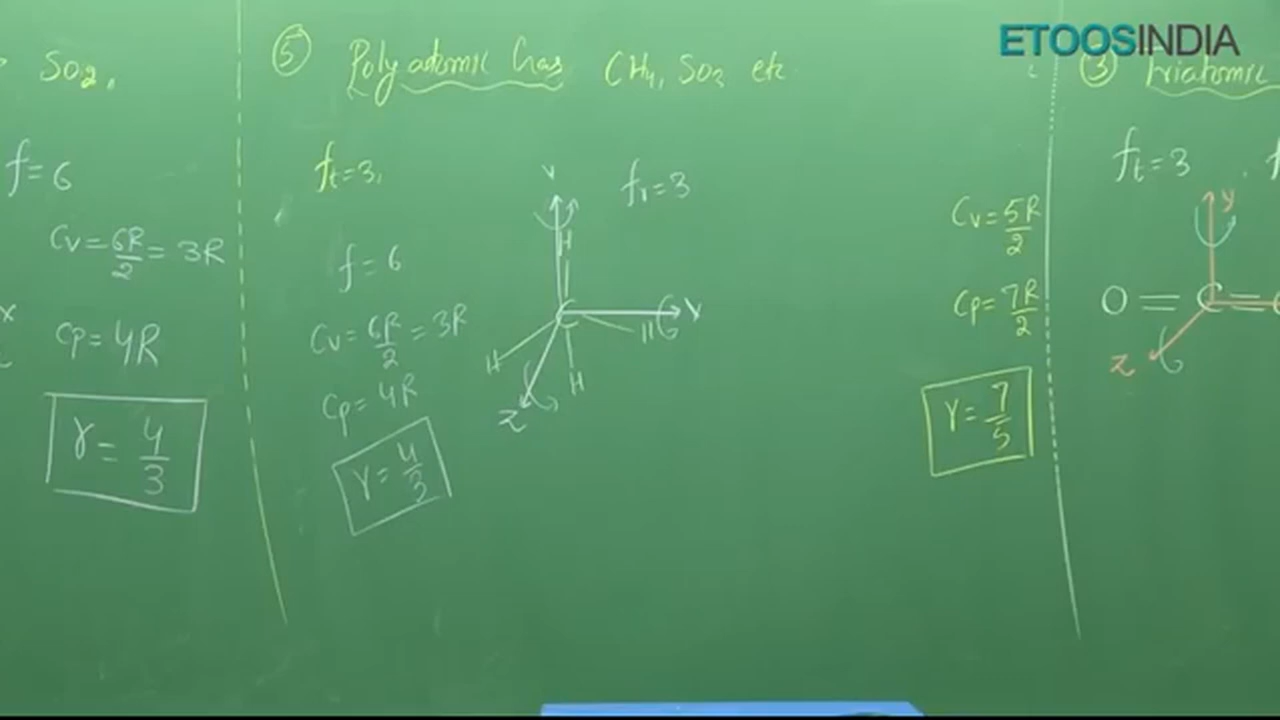 ETOOSINDIA
SO2,
f=6
Cv=6R/2=3R
Cp=4R
γ=4/3
⑤ Polyatomic Gas CH4, SO3 etc
ft=3,
fr=3
f=6
Cv=6R/2=3R
Cp=4R
γ=4/3
Y
H
C
X
H
H
H
Z
Cv=5R/2
Cp=7R/2
γ=7/5
③ triatomic
ft=3, f
y
O=C=
z